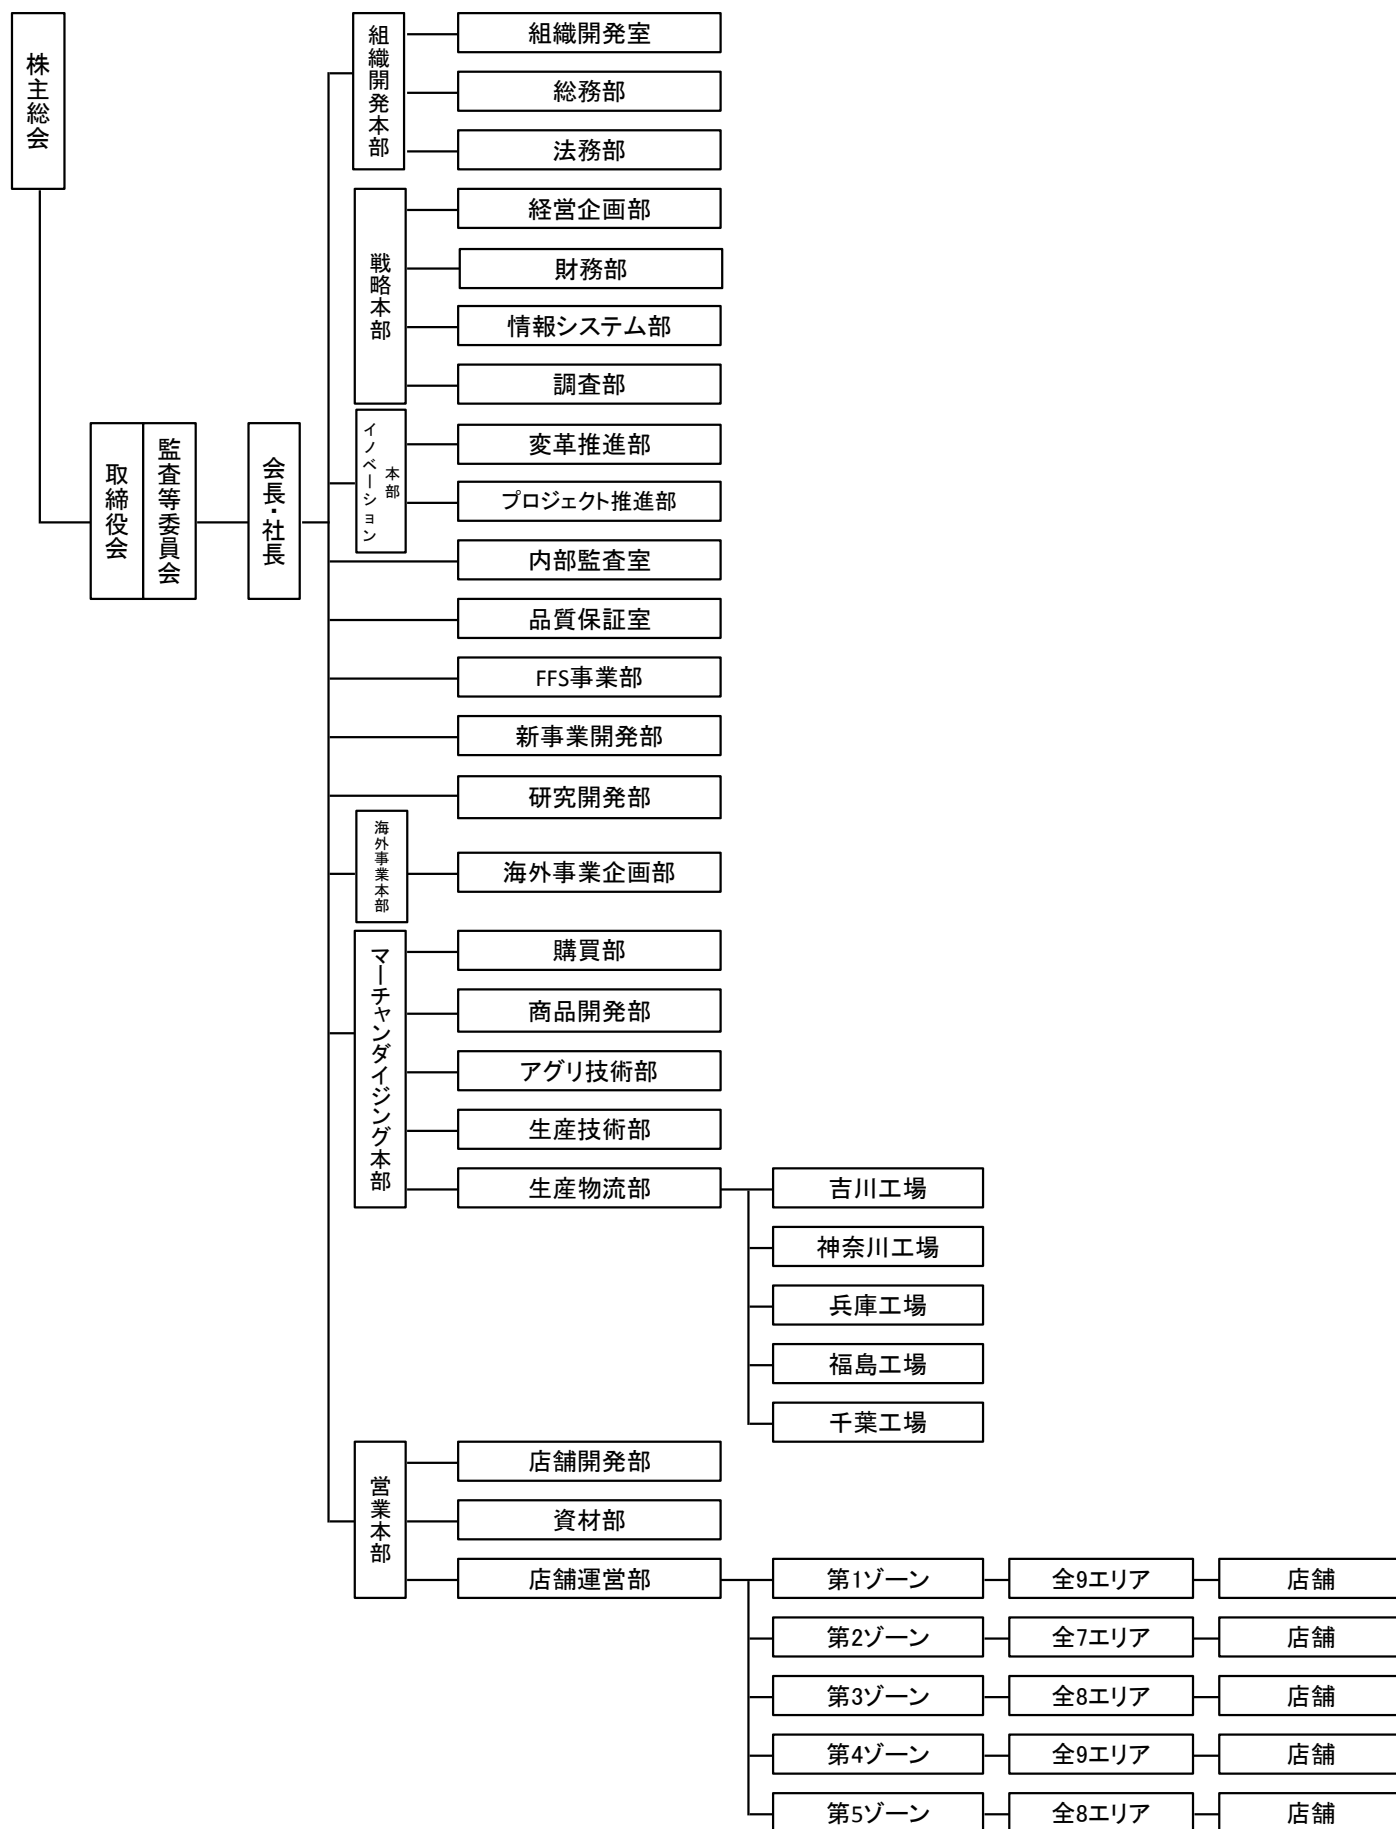 株主総会
取締役会
監査等委員会
会長・社長
組織開発本部
組織開発室
総務部
法務部
戦略本部
経営企画部
財務部
情報システム部
調査部
イノベーション
本部
変革推進部
プロジェクト推進部
内部監査室
品質保証室
FFS事業部
新事業開発部
研究開発部
海外事業本部
海外事業企画部
マーチャンダイジング本部
購買部
商品開発部
アグリ技術部
生産技術部
生産物流部
吉川工場
神奈川工場
兵庫工場
福島工場
千葉工場
営業本部
店舗開発部
資材部
店舗運営部
第1ゾーン 全9エリア 店舗
第2ゾーン 全7エリア 店舗
第3ゾーン 全8エリア 店舗
第4ゾーン 全9エリア 店舗
第5ゾーン 全8エリア 店舗